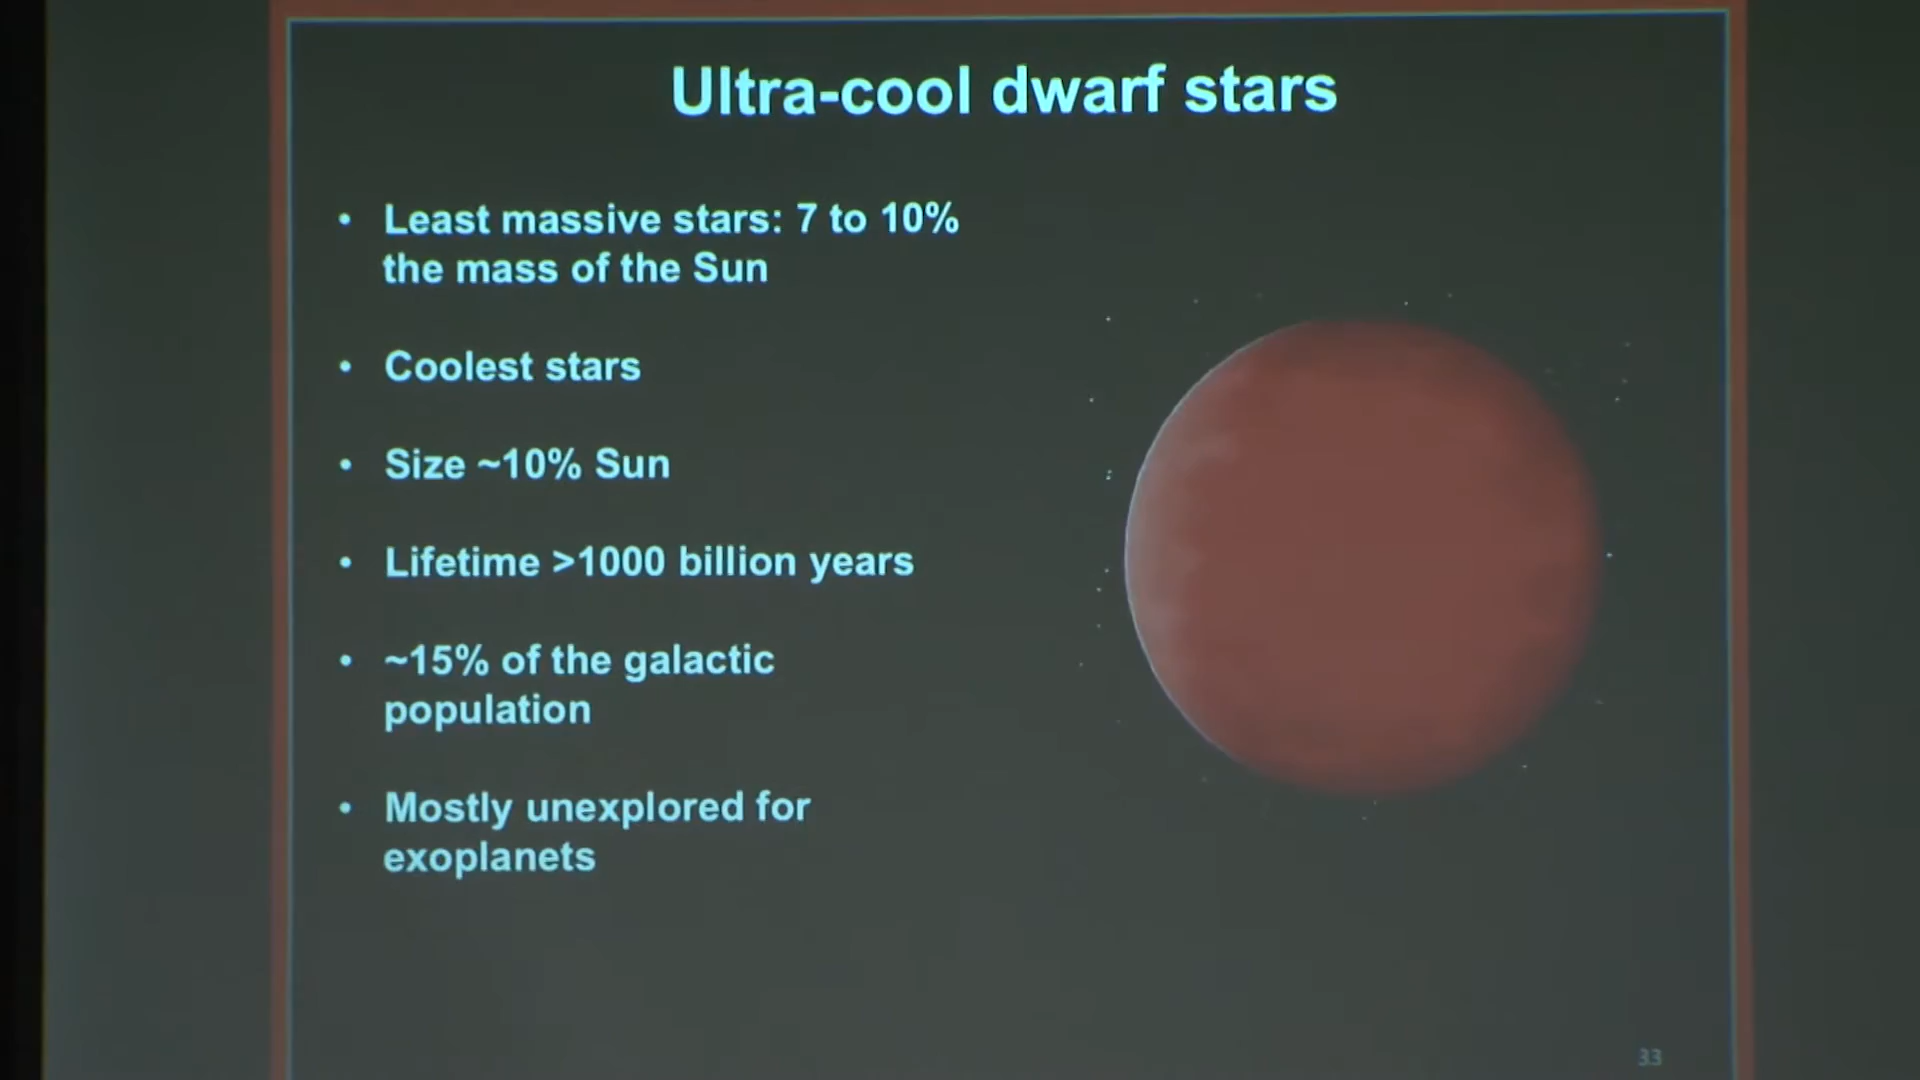 Ultra-cool dwarf stars
• Least massive stars: 7 to 10%
the mass of the Sun
• Coolest stars
• Size ~10% Sun
• Lifetime >1000 billion years
• ~15% of the galactic
population
• Mostly unexplored for
exoplanets
33